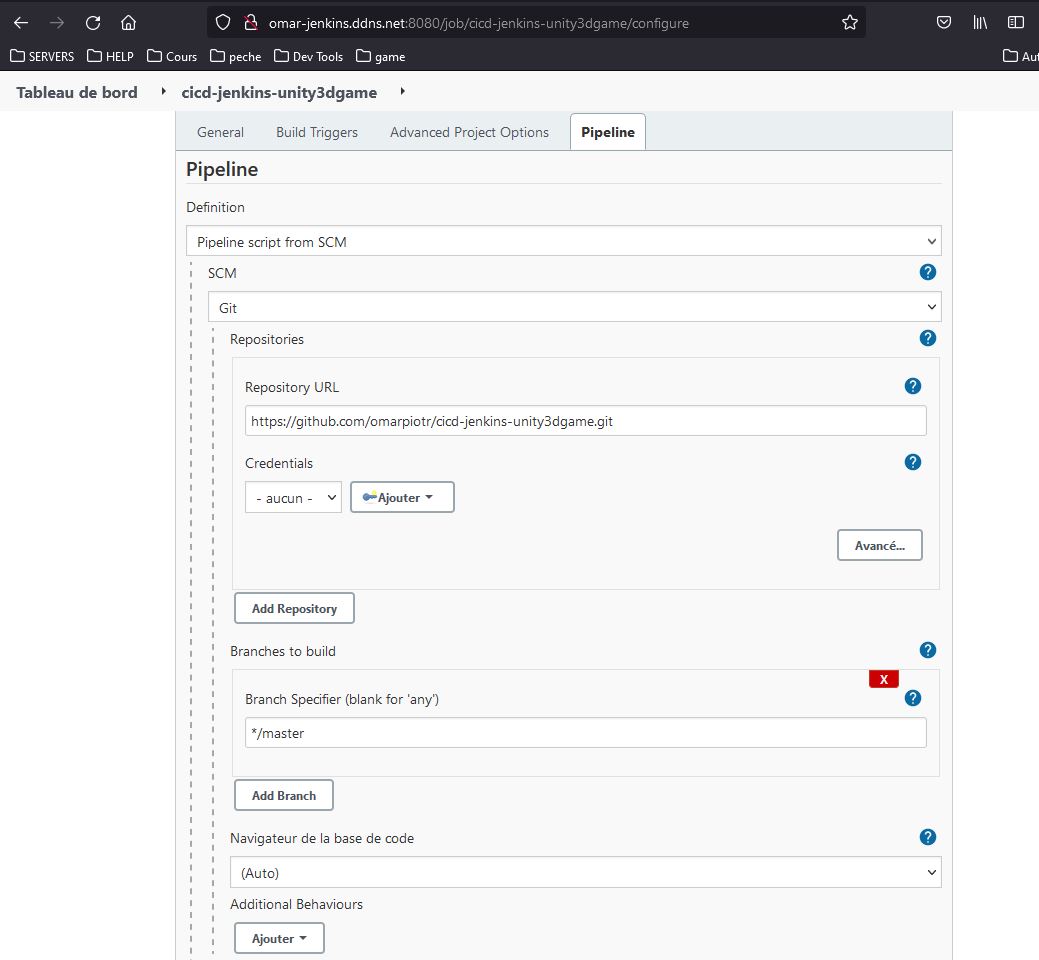 omar-jenkins.ddns.net:8080/job/cicd-jenkins-unity3dgame/configure
SERVERS HELP Cours peche Dev Tools game
Tableau de bord cicd-jenkins-unity3dgame
General Build Triggers Advanced Project Options Pipeline
Pipeline
Definition
Pipeline script from SCM
SCM
?
Git
Repositories
?
Repository URL
?
https://github.com/omarpiotr/cicd-jenkins-unity3dgame.git
Credentials
?
- aucun - Ajouter
Avancé...
Add Repository
Branches to build
?
X
Branch Specifier (blank for 'any')
?
*/master
Add Branch
Navigateur de la base de code
?
(Auto)
Additional Behaviours
Ajouter